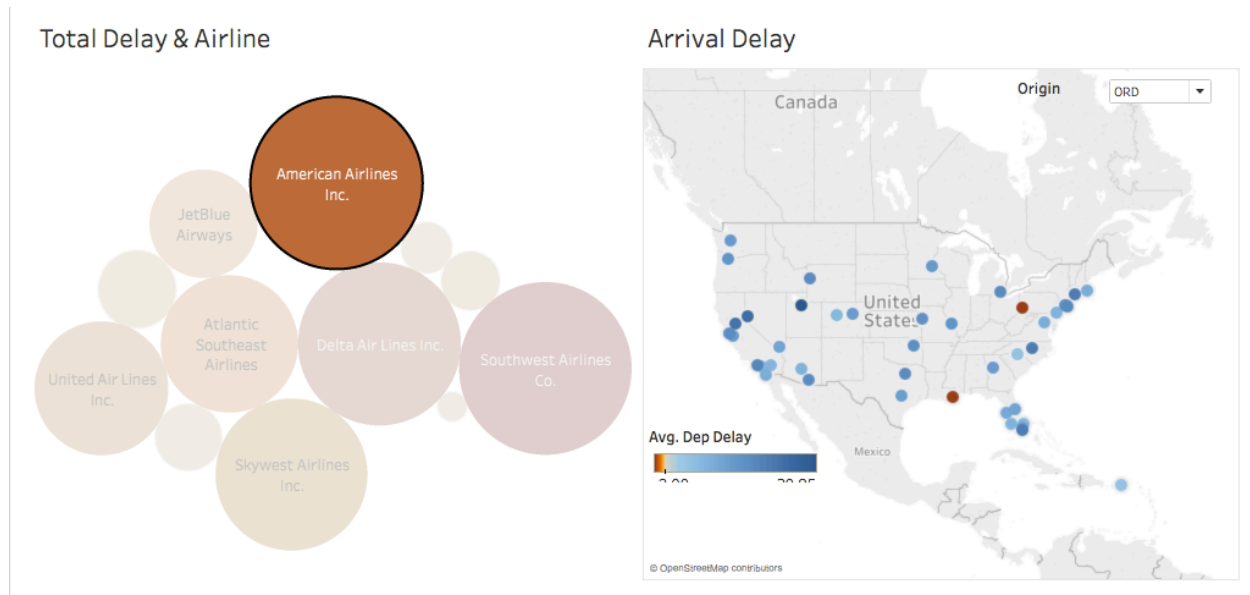 Total Delay & Airline
American Airlines
Inc.
JetBlue
Airways
Atlantic
Southeast
Airlines
Delta Air Lines Inc.
United Air Lines
Inc.
Southwest Airlines
Co.
Skywest Airlines
Inc.
Arrival Delay
Origin
ORD
Canada
United
States
Mexico
Avg. Dep Delay
© OpenStreetMap contributors